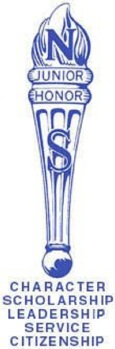 N
JUNIOR
HONOR
S
CHARACTER
SCHOLARSHIP
LEADERSHIP
SERVICE
CITIZENSHIP